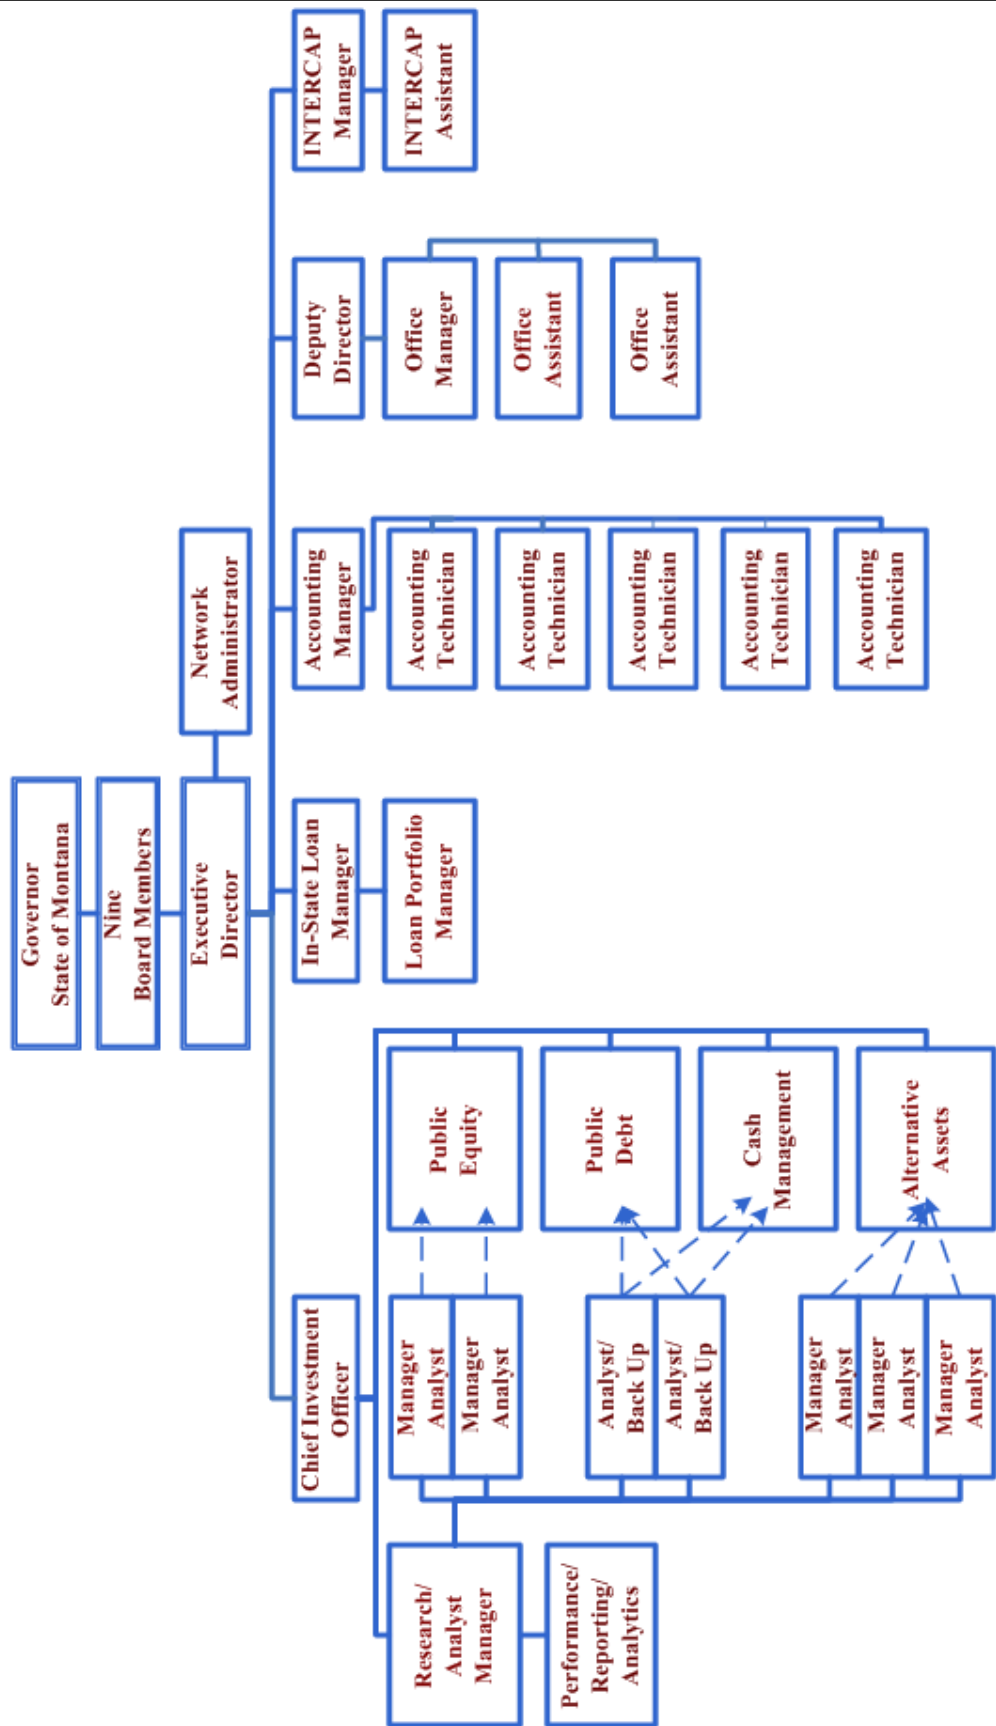 Governor
State of Montana
Nine
Board Members
Executive
Director
Network
Administrator
Chief Investment
Officer
In-State Loan
Manager
Accounting
Manager
Deputy
Director
INTERCAP
Manager
Research/
Analyst
Manager
Performance/
Reporting/
Analytics
Manager
Analyst
Manager
Analyst
Analyst/
Back Up
Analyst/
Back Up
Manager
Analyst
Manager
Analyst
Manager
Analyst
Public
Equity
Public
Debt
Cash
Management
Alternative
Assets
Loan Portfolio
Manager
Accounting
Technician
Accounting
Technician
Accounting
Technician
Accounting
Technician
Accounting
Technician
Office
Manager
Office
Assistant
Office
Assistant
INTERCAP
Assistant